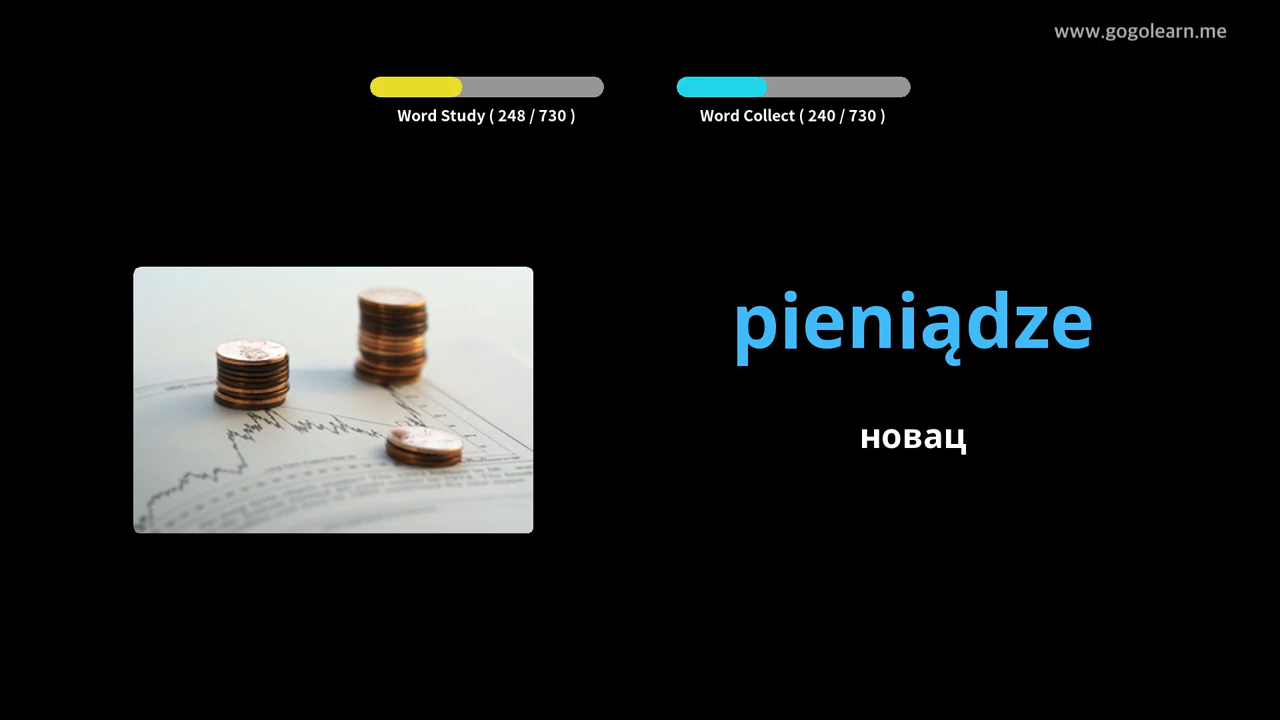 www.gogolearn.me
Word Study ( 248 / 730 )
Word Collect ( 240 / 730 )
pieniądze
новац